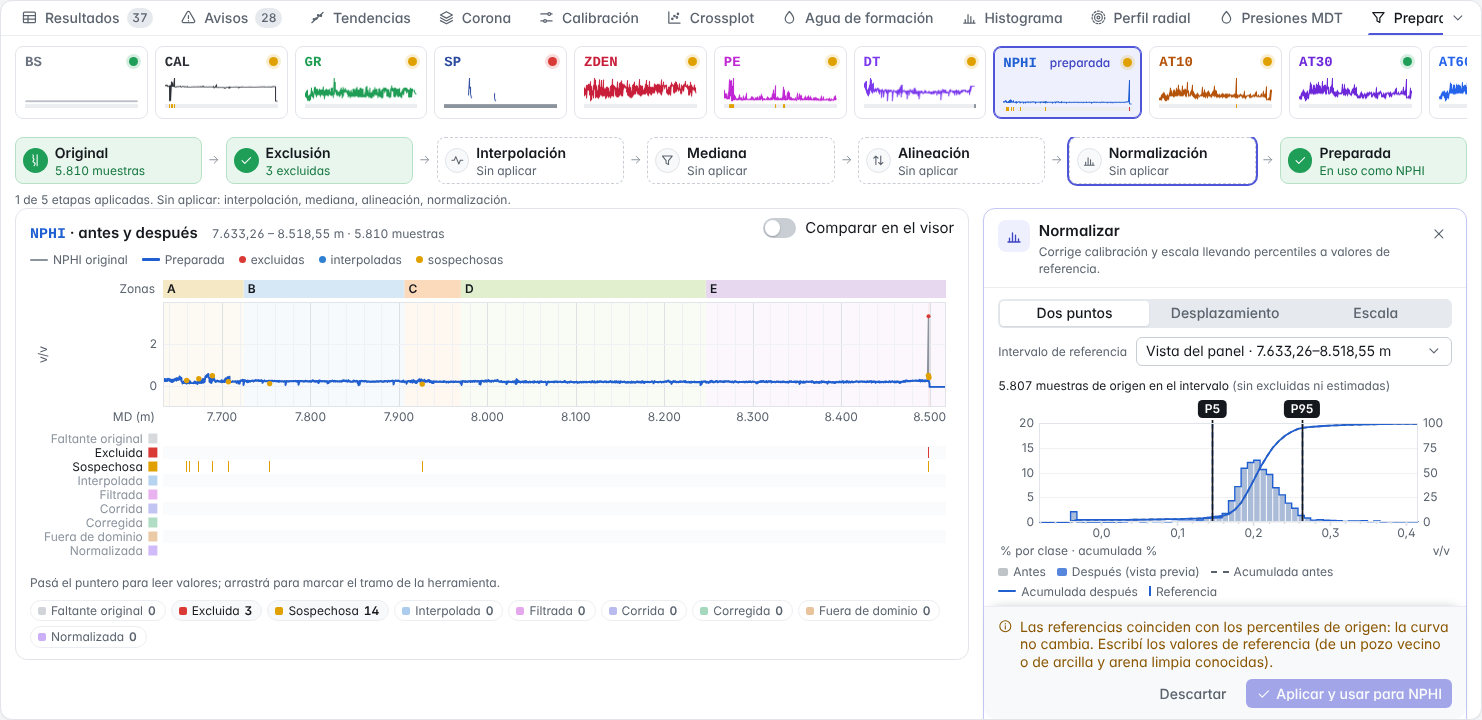 Resultados 37 Avisos 28 Tendencias Corona Calibración Crossplot Agua de formación Histograma Perfil radial Presiones MDT
BS CAL GR SP ZDEN PE DT NPHI preparada AT10 AT30
Original Exclusión Interpolación Mediana Alineación Normalización Preparada
5.810 muestras 3 excluidas Sin aplicar Sin aplicar Sin aplicar Sin aplicar En uso como NPHI
1 de 5 etapas aplicadas. Sin aplicar: interpolación, mediana, alineación, normalización.
NPHI · antes y después 7.633,26 – 8.518,55 m · 5.810 muestras Comparar en el visor
NPHI original Preparada excluidas interpoladas sospechosas
Zonas A B C D E
v/v
2
0
MD (m) 7.700 7.800 7.900 8.000 8.100 8.200 8.300 8.400 8.500
Faltante original
Excluida
Sospechosa
Interpolada
Filtrada
Corrida
Corregida
Fuera de dominio
Normalizada
Pasá el puntero para leer valores; arrastrá para marcar el tramo de la herramienta.
Faltante original 0 Excluida 3 Sospechosa 14 Interpolada 0 Filtrada 0 Corrida 0 Corregida 0 Fuera de dominio 0
Normalizada 0
Normalizar
Corrige calibración y escala llevando percentiles a valores de
referencia.
Dos puntos Desplazamiento Escala
Intervalo de referencia Vista del panel · 7.633,26–8.518,55 m
5.807 muestras de origen en el intervalo (sin excluidas ni estimadas)
P5 P95
20 100
15 75
10 50
5 25
0 0
0,0 0,1 0,2 0,3 0,4
% por clase · acumulada % v/v
Antes Después (vista previa) Acumulada antes
Acumulada después Referencia
Las referencias coinciden con los percentiles de origen: la curva
no cambia. Escribí los valores de referencia (de un pozo vecino
o de arcilla y arena limpia conocidas).
Descartar Aplicar y usar para NPHI